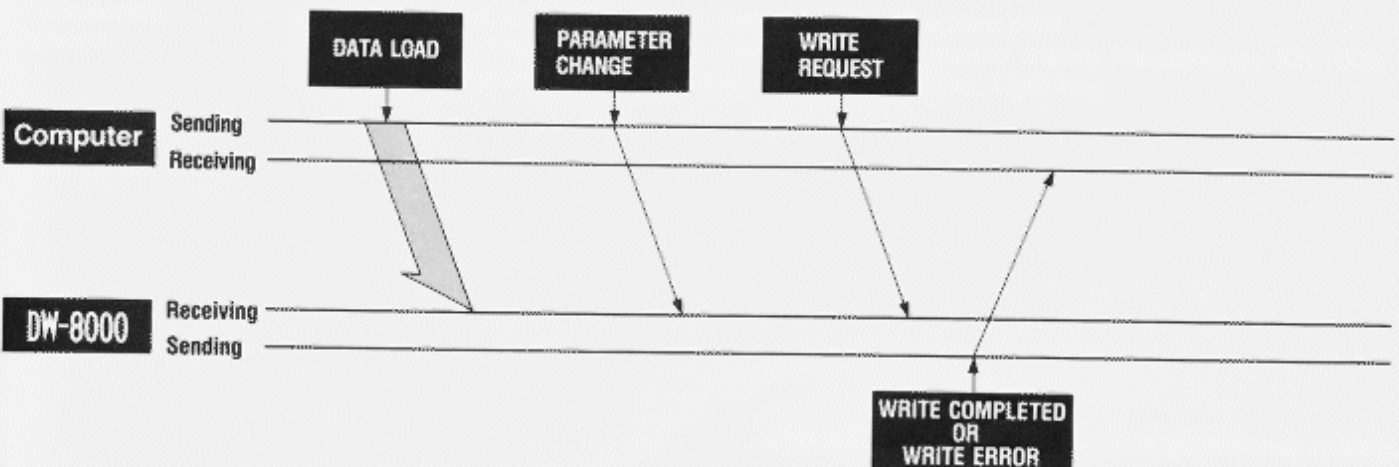 DATA LOAD
PARAMETER
CHANGE
WRITE
REQUEST
Computer
Sending
Receiving
DW-8000
Receiving
Sending
WRITE COMPLETED
OR
WRITE ERROR